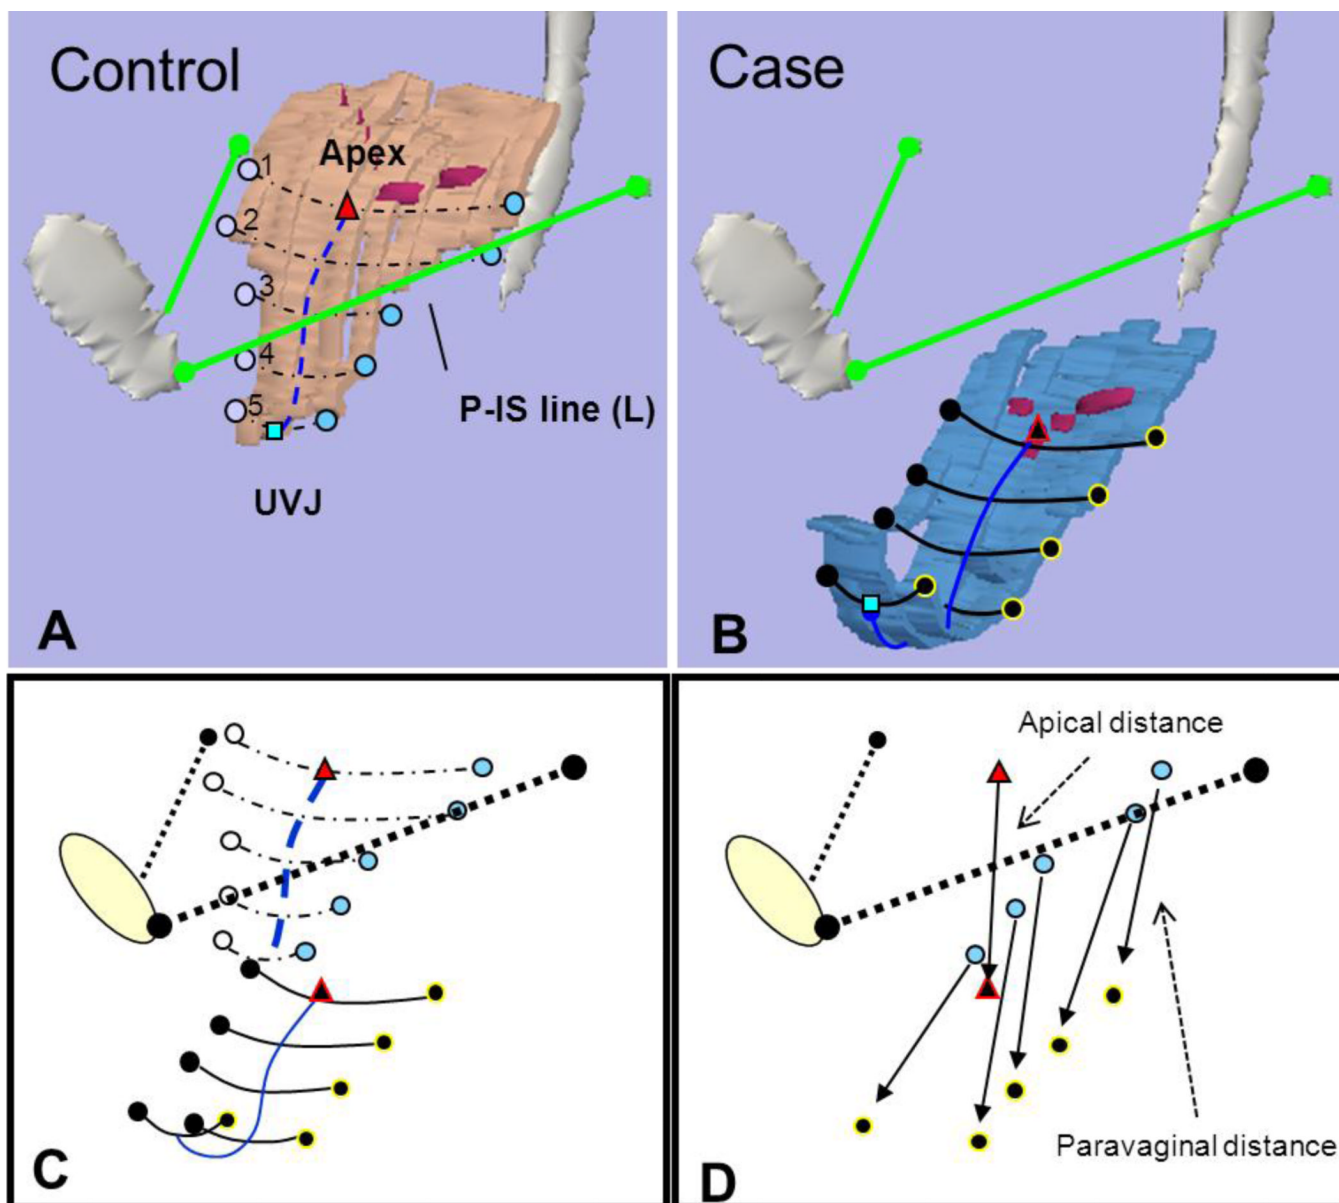 Control
Apex
1
2
3
4
5
P-IS line (L)
UVJ
A
Case
B
C
Apical distance
Paravaginal distance
D